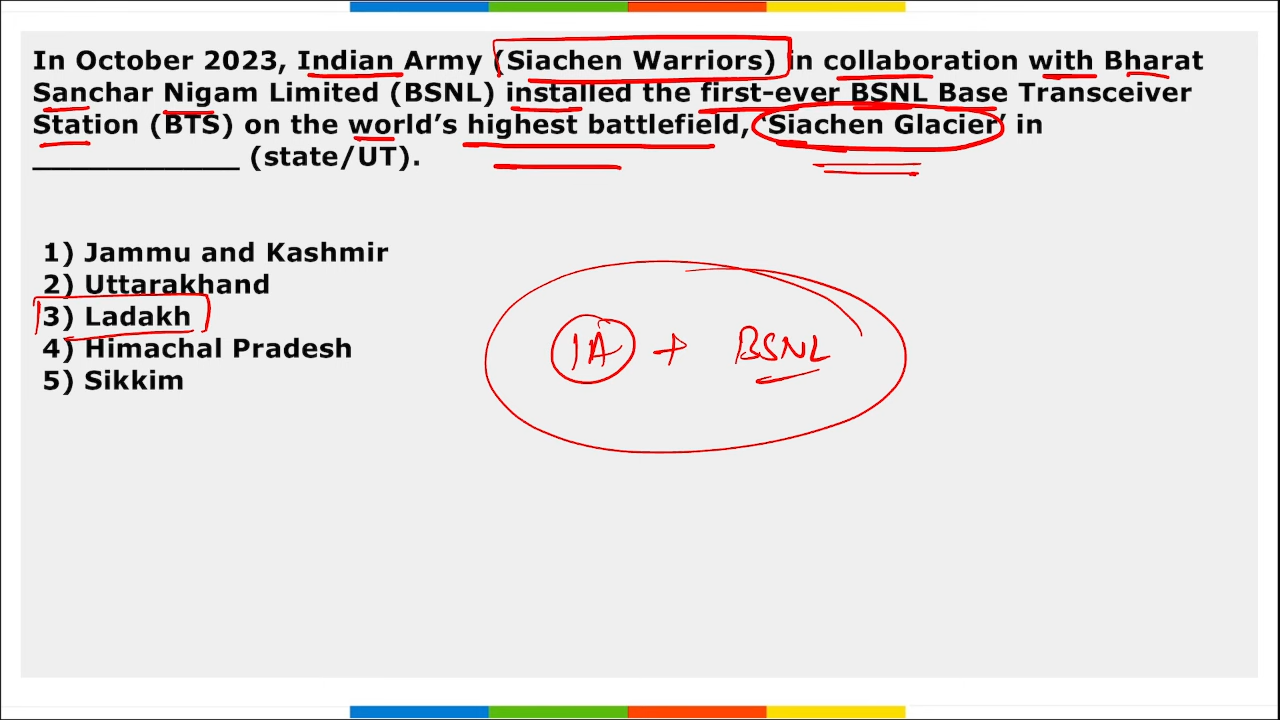 In October 2023, Indian Army (Siachen Warriors) in collaboration with Bharat
Sanchar Nigam Limited (BSNL) installed the first-ever BSNL Base Transceiver
Station (BTS) on the world's highest battlefield, 'Siachen Glacier' in
_____________ (state/UT).
1) Jammu and Kashmir
2) Uttarakhand
3) Ladakh
4) Himachal Pradesh
5) Sikkim
IA + BSNL